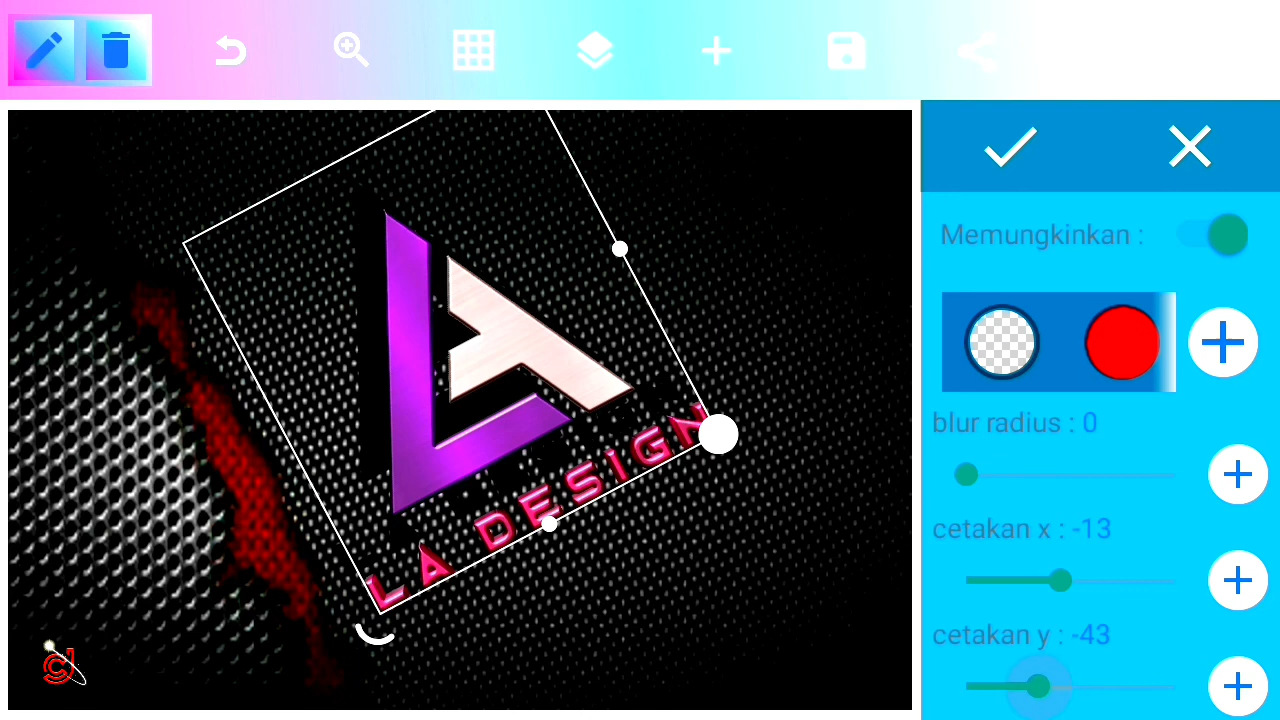 Memungkinkan :
blur radius : 0
cetakan x : -13
cetakan y : -43
LA DESIGN